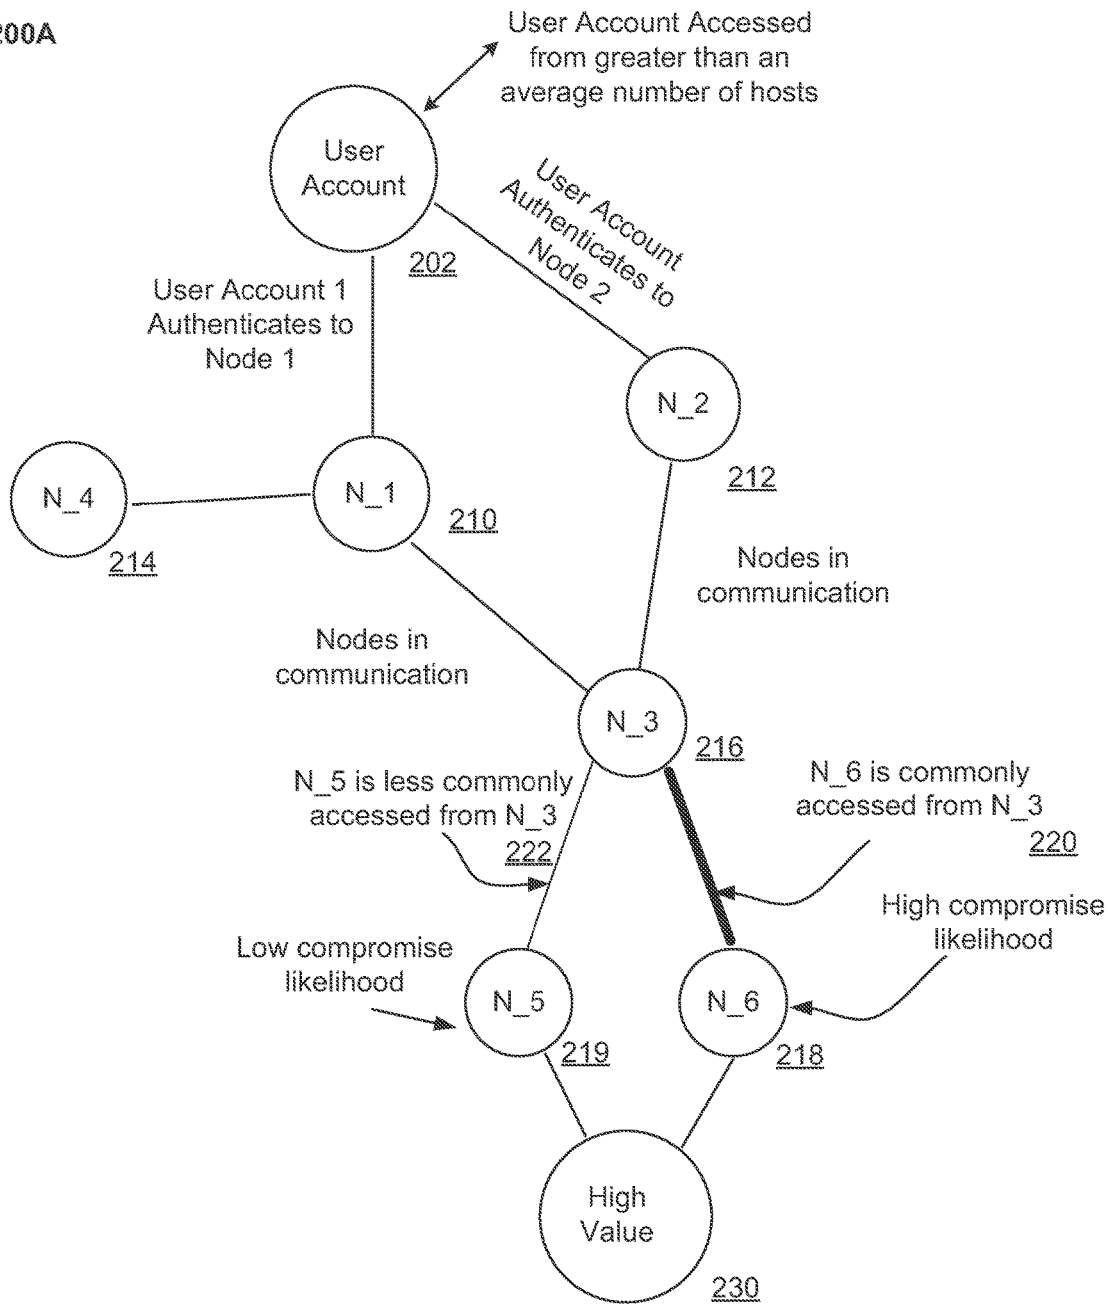 200A
User Account Accessed
from greater than an
average number of hosts
User
Account
202
User Account
Authenticates to
Node 2
User Account 1
Authenticates to
Node 1
N_2
212
N_4
214
N_1
210
Nodes in
communication
Nodes in
communication
N_3
216
N_5 is less commonly
accessed from N_3
222
N_6 is commonly
accessed from N_3
220
High compromise
likelihood
Low compromise
likelihood
N_5
219
N_6
218
High
Value
230